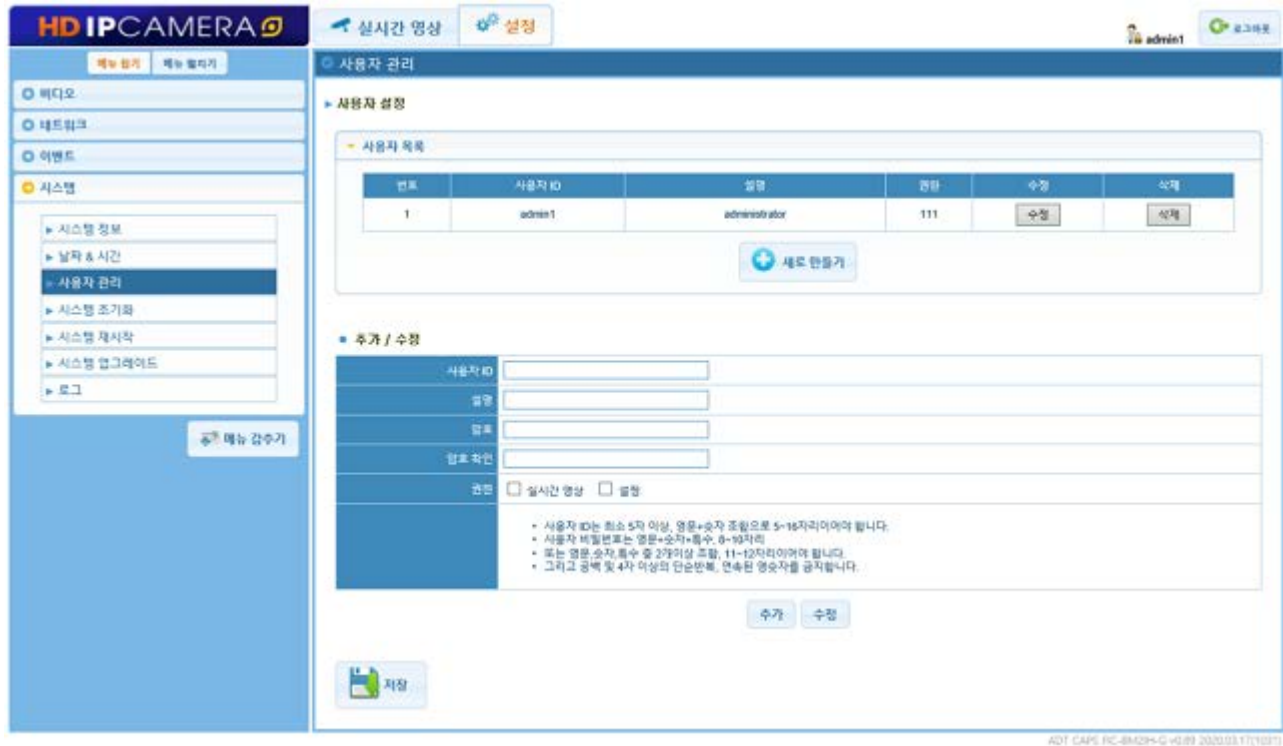 HD IPCAMERA
실시간 영상
설정
admin1
로그아웃
메뉴 접기
메뉴 펼치기
비디오
네트워크
이벤트
시스템
시스템 정보
날짜 & 시간
사용자 관리
시스템 초기화
시스템 재시작
시스템 업그레이드
로그
메뉴 감추기
사용자 관리
사용자 설정
사용자 목록
번호 사용자 ID 설명 권한 수정 삭제
1 admin1 administrator 111 수정 삭제
새로 만들기
추가 / 수정
사용자 ID
설명
암호
암호 확인
권한 실시간 영상 설정
사용자 ID는 최소 5자 이상, 영문+숫자 조합으로 5~16자리이어야 합니다.
사용자 비밀번호는 영문+숫자+특수, 8~10자리
또는 영문,숫자,특수 중 2개이상 조합, 11~12자리이어야 합니다.
그리고 공백 및 4자 이상의 단순반복, 연속된 영숫자를 금지합니다.
추가 수정
저장
ADT CAPS RC-BM29H-G v0.89 2020.03.17(1031)